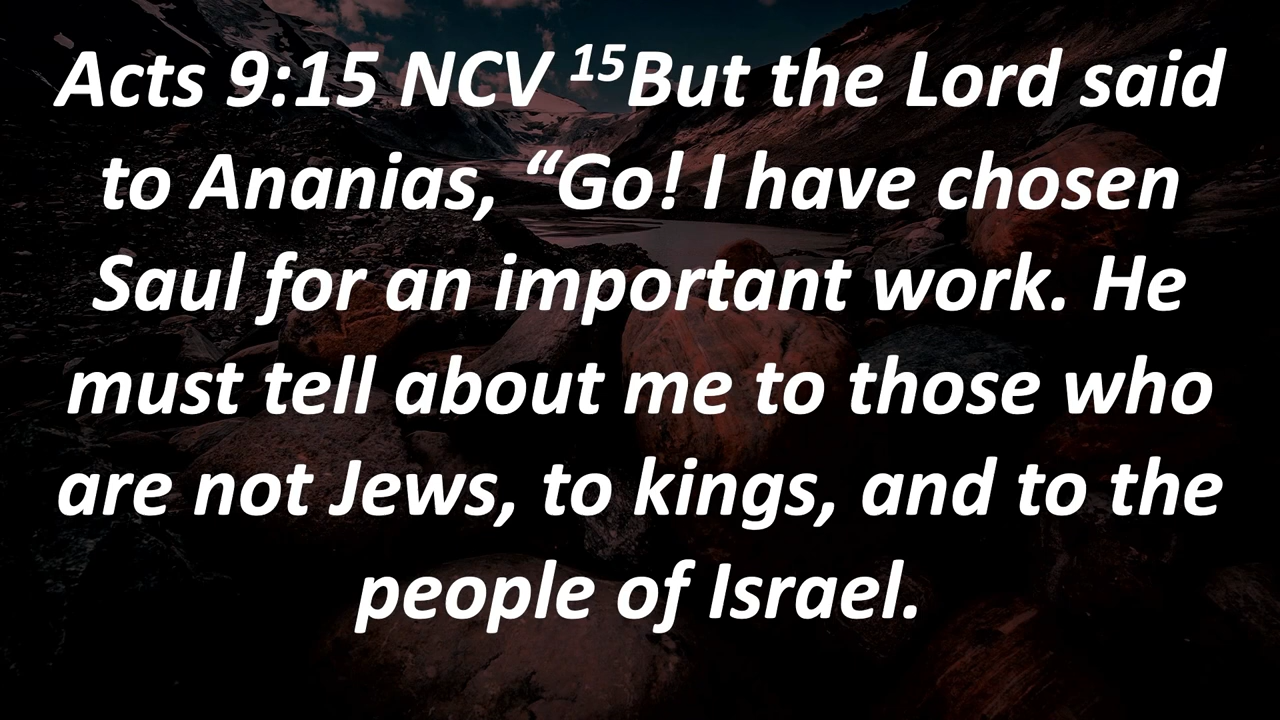 Acts 9:15 NCV ¹⁵But the Lord said
to Ananias, “Go! I have chosen
Saul for an important work. He
must tell about me to those who
are not Jews, to kings, and to the
people of Israel.